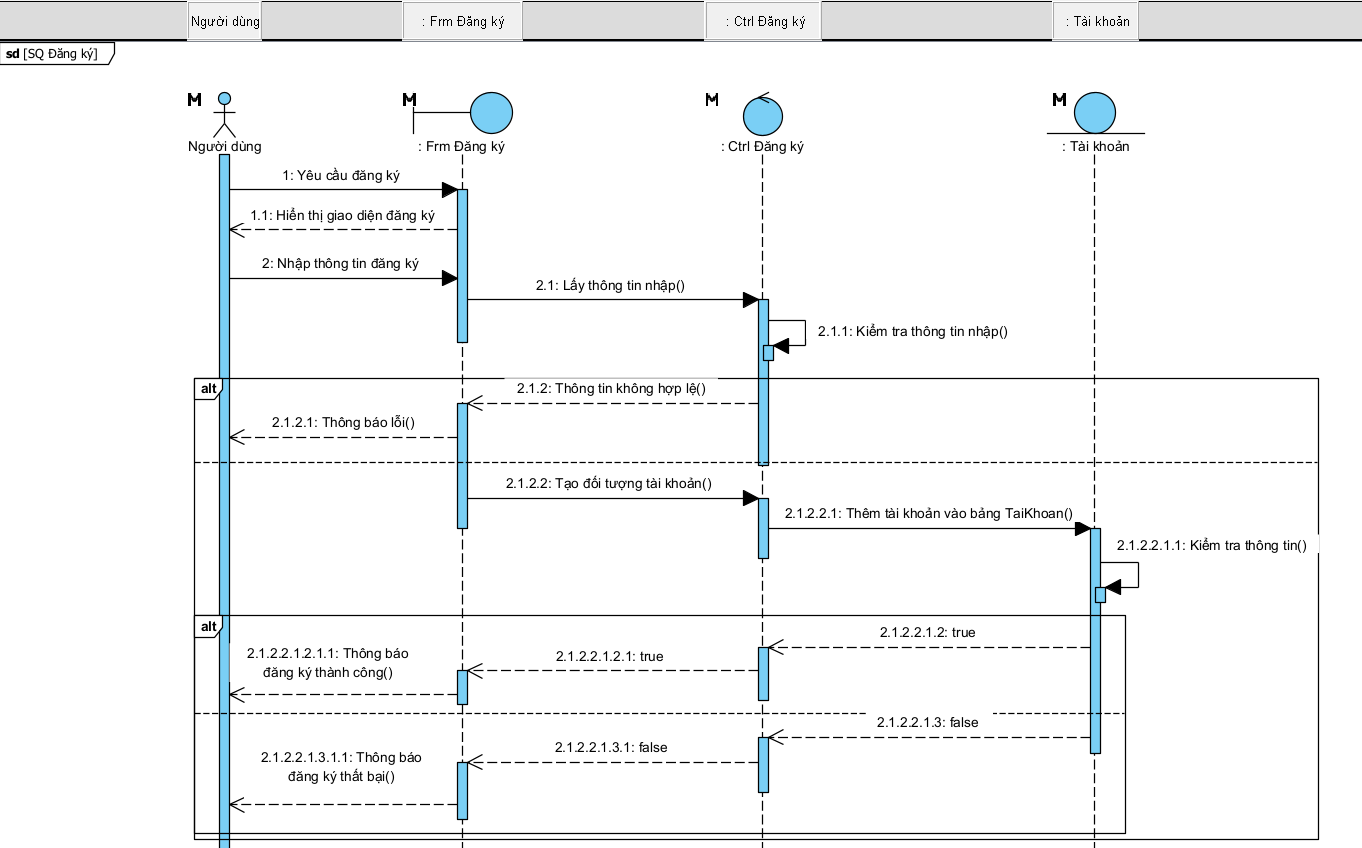 Người dùng
: Frm Đăng ký
: Ctrl Đăng ký
: Tài khoản
sd [SQ Đăng ký]
Người dùng
: Frm Đăng ký
: Ctrl Đăng ký
: Tài khoản
1: Yêu cầu đăng ký
1.1: Hiển thị giao diện đăng ký
2: Nhập thông tin đăng ký
2.1: Lấy thông tin nhập()
2.1.1: Kiểm tra thông tin nhập()
alt
2.1.2: Thông tin không hợp lệ()
2.1.2.1: Thông báo lỗi()
2.1.2.2: Tạo đối tượng tài khoản()
2.1.2.2.1: Thêm tài khoản vào bảng TaiKhoan()
2.1.2.2.1.1: Kiểm tra thông tin()
alt
2.1.2.2.1.2: true
2.1.2.2.1.2.1: true
2.1.2.2.1.2.1.1: Thông báo
đăng ký thành công()
2.1.2.2.1.3: false
2.1.2.2.1.3.1: false
2.1.2.2.1.3.1.1: Thông báo
đăng ký thất bại()